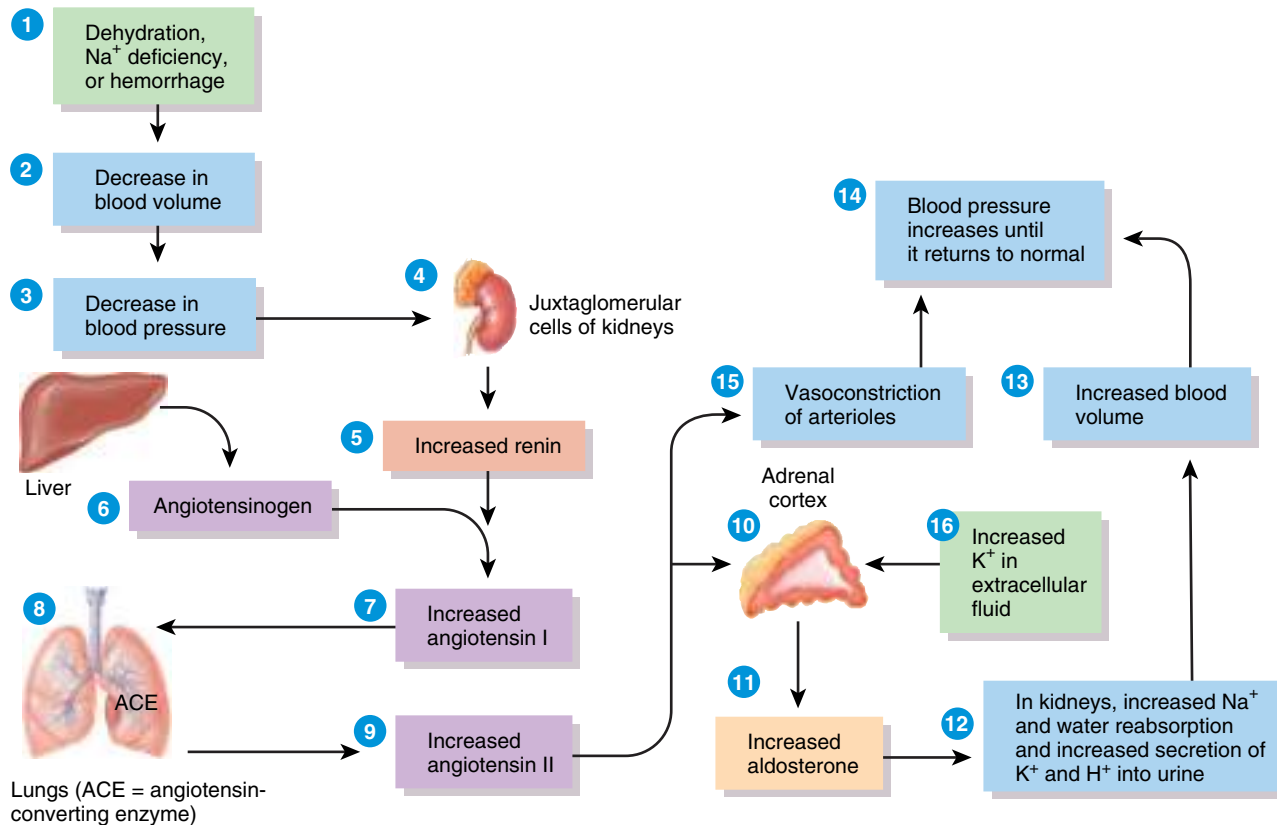 1
Dehydration,
Na+ deficiency,
or hemorrhage
2
Decrease in
blood volume
3
Decrease in
blood pressure
4
Juxtaglomerular
cells of kidneys
5
Increased renin
Liver
6
Angiotensinogen
7
Increased
angiotensin I
8
ACE
Lungs (ACE = angiotensin-
converting enzyme)
9
Increased
angiotensin II
10
Adrenal
cortex
11
Increased
aldosterone
12
In kidneys, increased Na+
and water reabsorption
and increased secretion of
K+ and H+ into urine
13
Increased blood
volume
14
Blood pressure
increases until
it returns to normal
15
Vasoconstriction
of arterioles
16
Increased
K+ in
extracellular
fluid